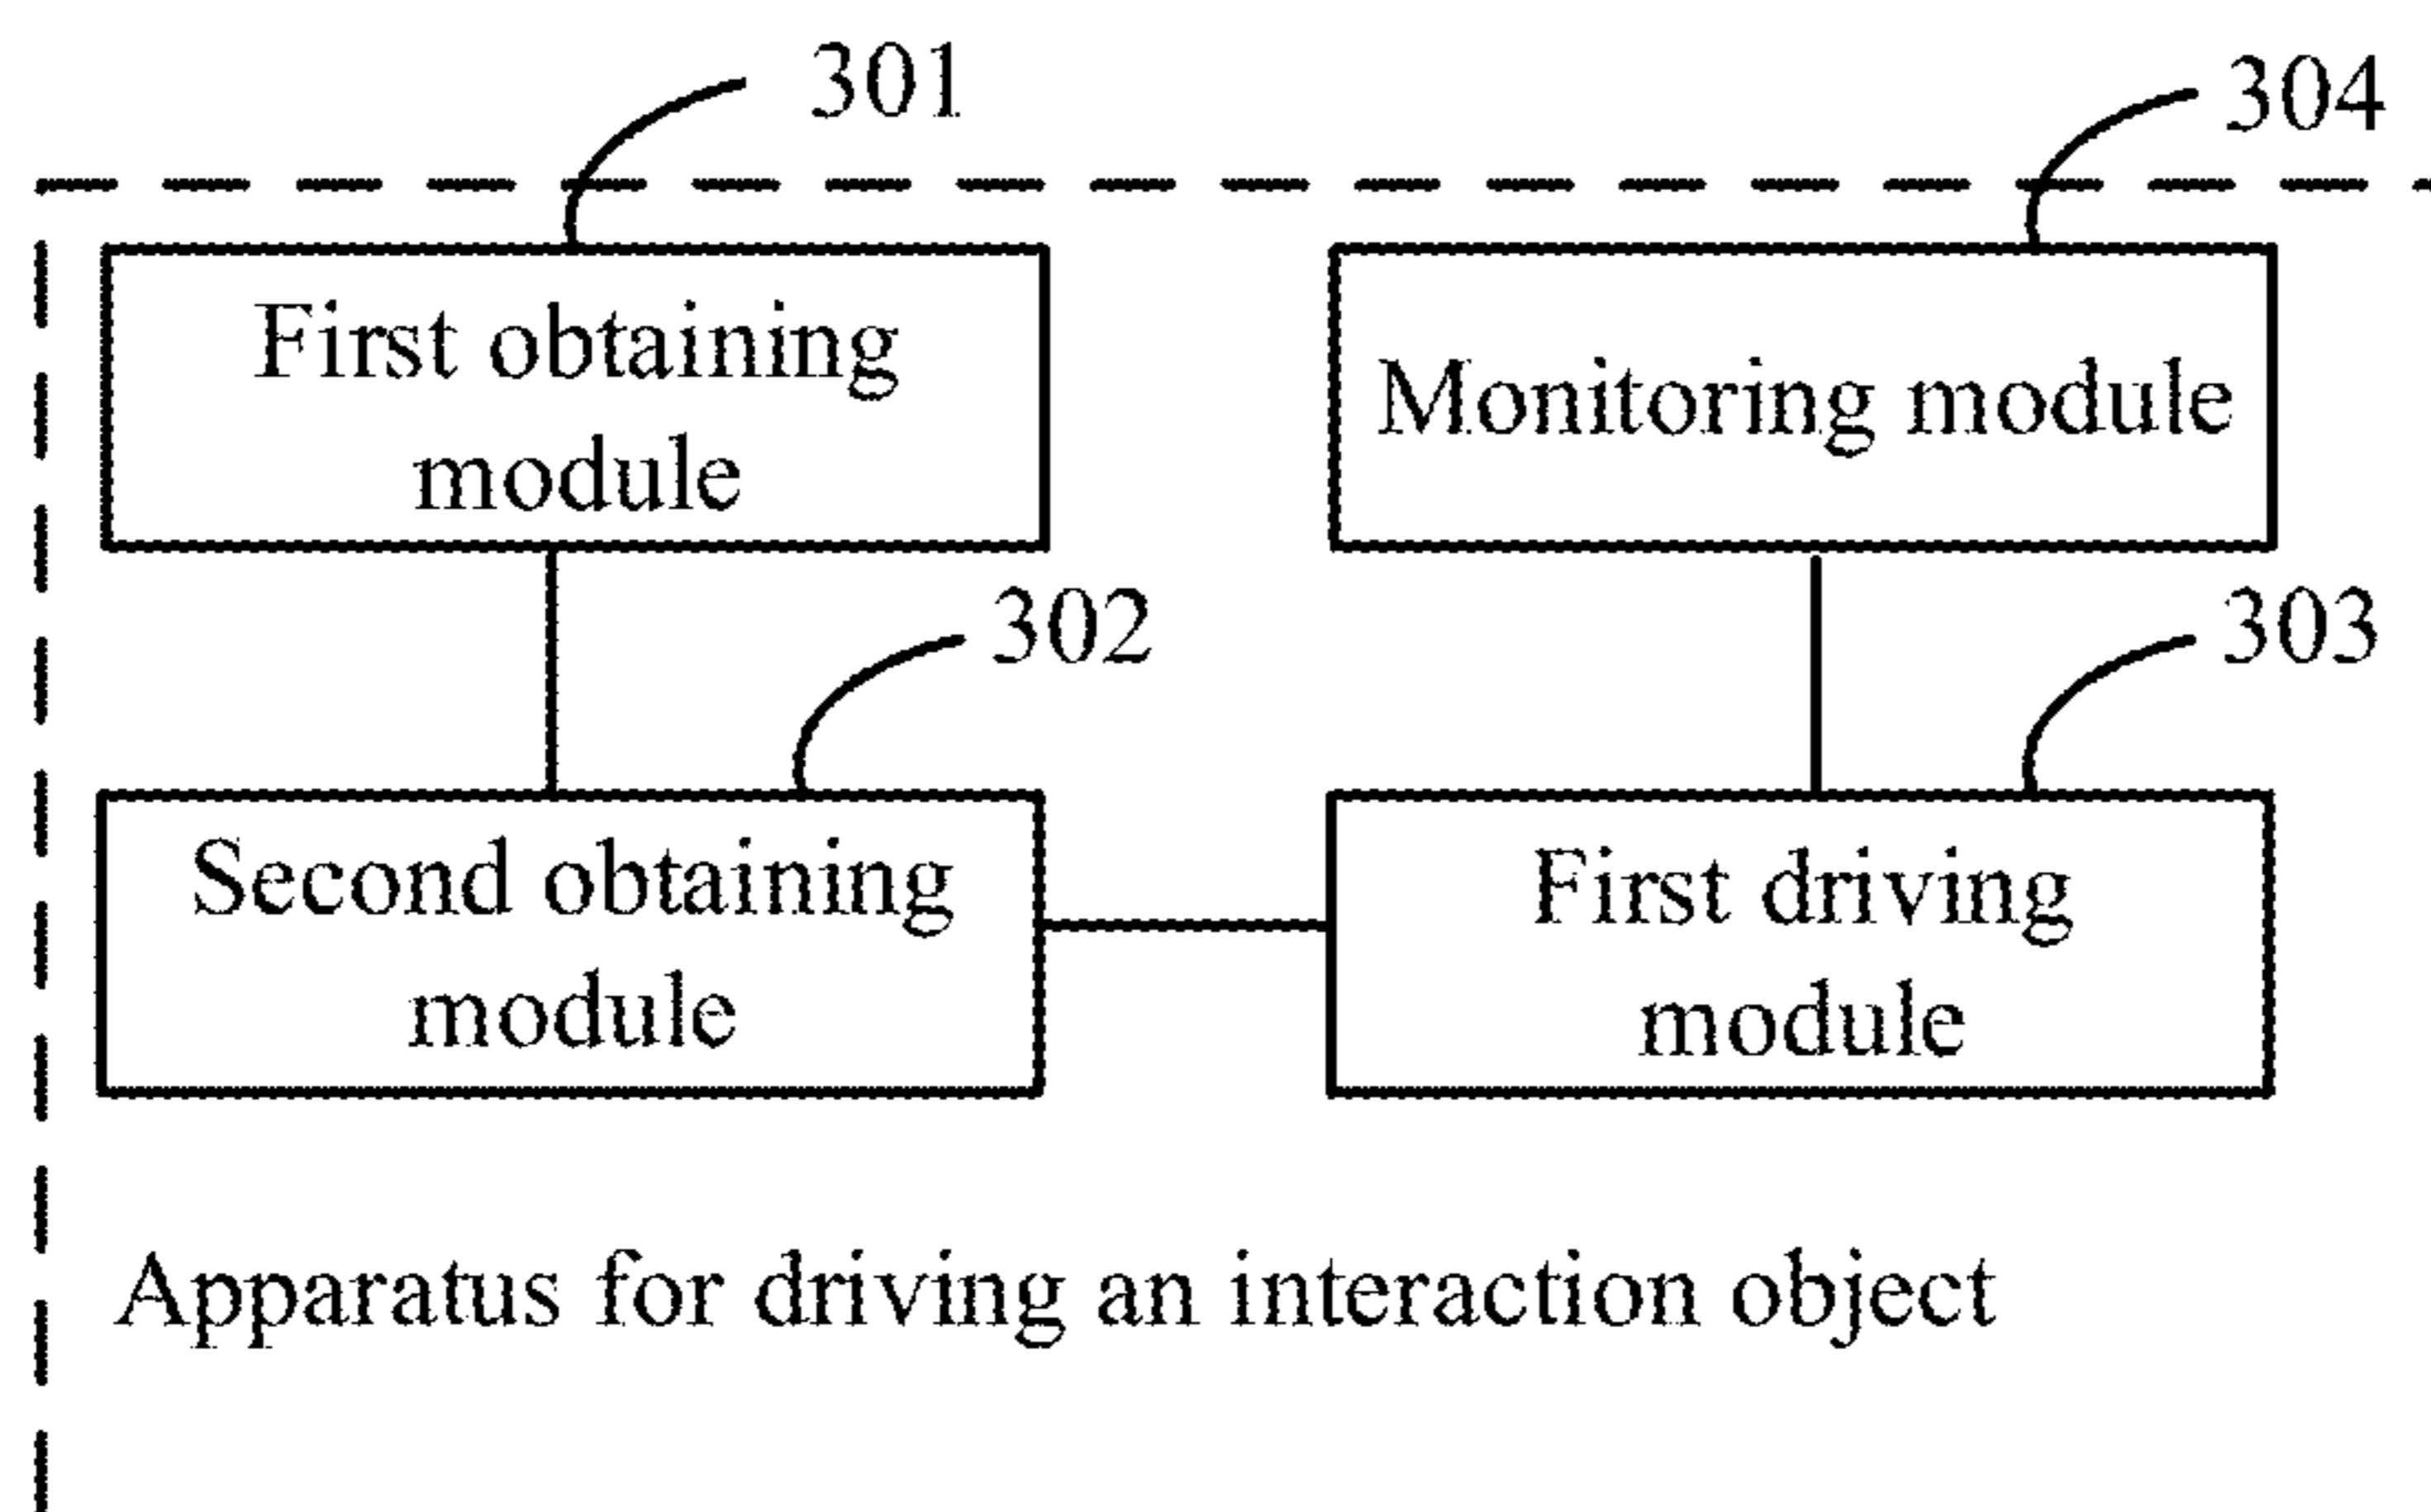 301
304
First obtaining
module
Monitoring module
302
303
Second obtaining
module
First driving
module
Apparatus for driving an interaction object